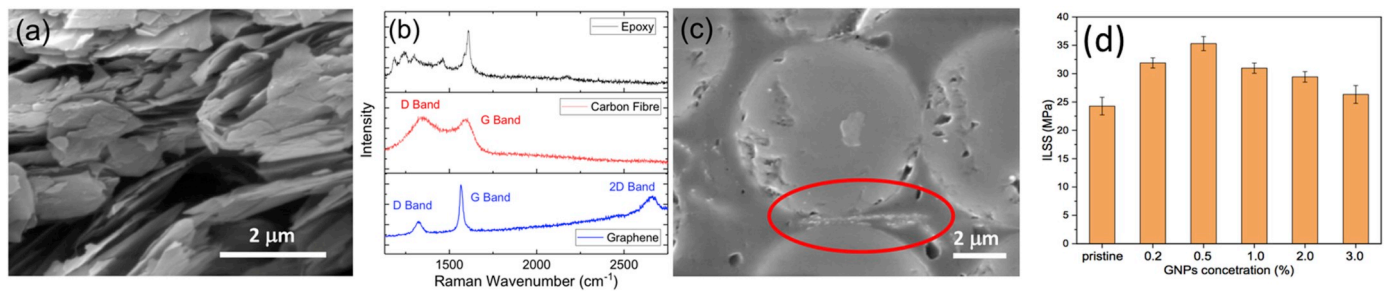 (a)
2 μm
(b)
Epoxy
D Band
G Band
Carbon Fibre
D Band
G Band
2D Band
Graphene
Intensity
1500
2000
2500
Raman Wavenumber (cm⁻¹)
(c)
2 μm
(d)
40
35
30
25
20
15
10
5
0
ILSS (MPa)
pristine
0.2
0.5
1.0
2.0
3.0
GNPs concetration (%)